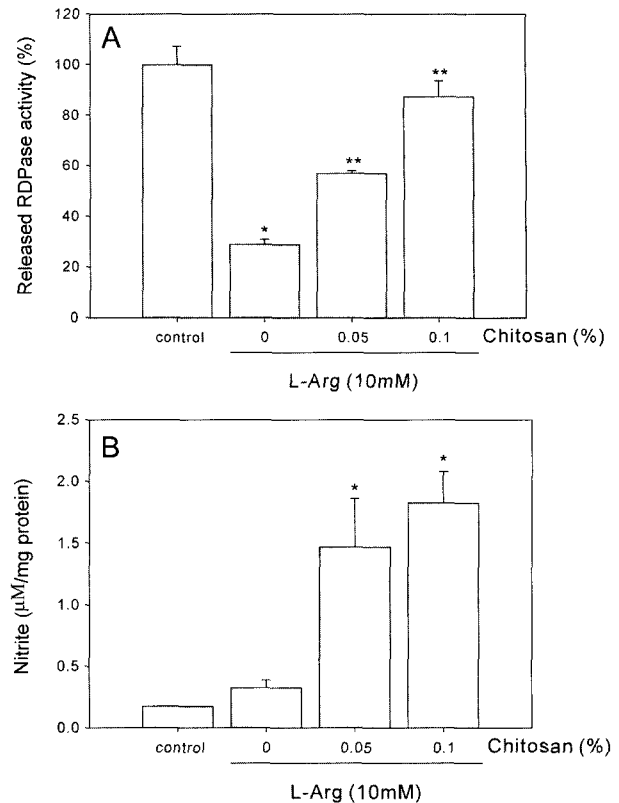 A
Released RDPase activity (%)
120
100
80
60
40
20
0
*
**
**
control 0 0.05 0.1 Chitosan (%)
L-Arg (10mM)
B
Nitrite (μM/mg protein)
2.5
2.0
1.5
1.0
0.5
0.0
*
*
control 0 0.05 0.1 Chitosan (%)
L-Arg (10mM)